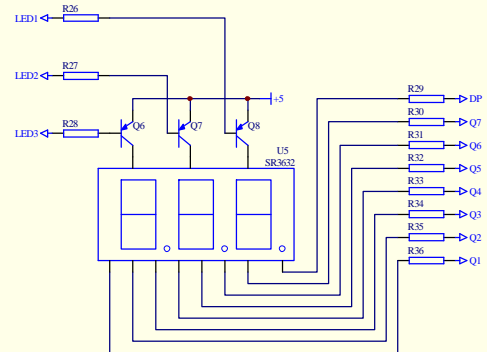 R26
LED1
R27
LED2
R28
LED3
Q6
Q7
Q8
+5
U5
SR3632
R29
DP
R30
Q7
R31
Q6
R32
Q5
R33
Q4
R34
Q3
R35
Q2
R36
Q1